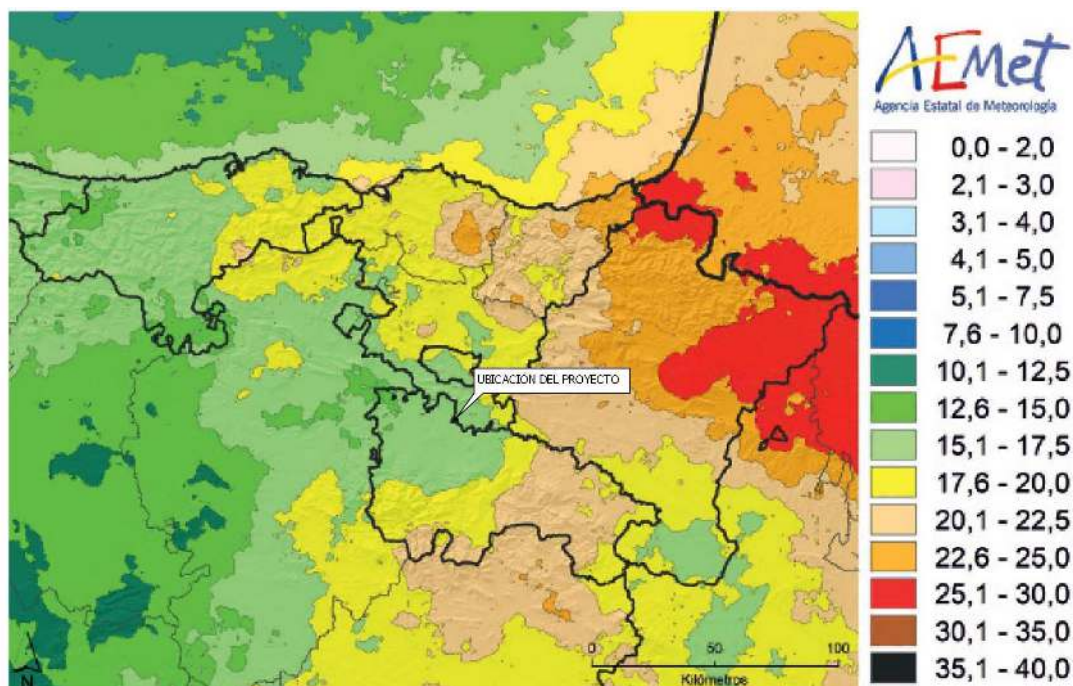 AEMet
Agencia Estatal de Meteorología
0,0 - 2,0
2,1 - 3,0
3,1 - 4,0
4,1 - 5,0
5,1 - 7,5
7,6 - 10,0
10,1 - 12,5
12,6 - 15,0
15,1 - 17,5
17,6 - 20,0
20,1 - 22,5
22,6 - 25,0
25,1 - 30,0
30,1 - 35,0
35,1 - 40,0
UBICACIÓN DEL PROYECTO
0 50 100
Kilómetros
N